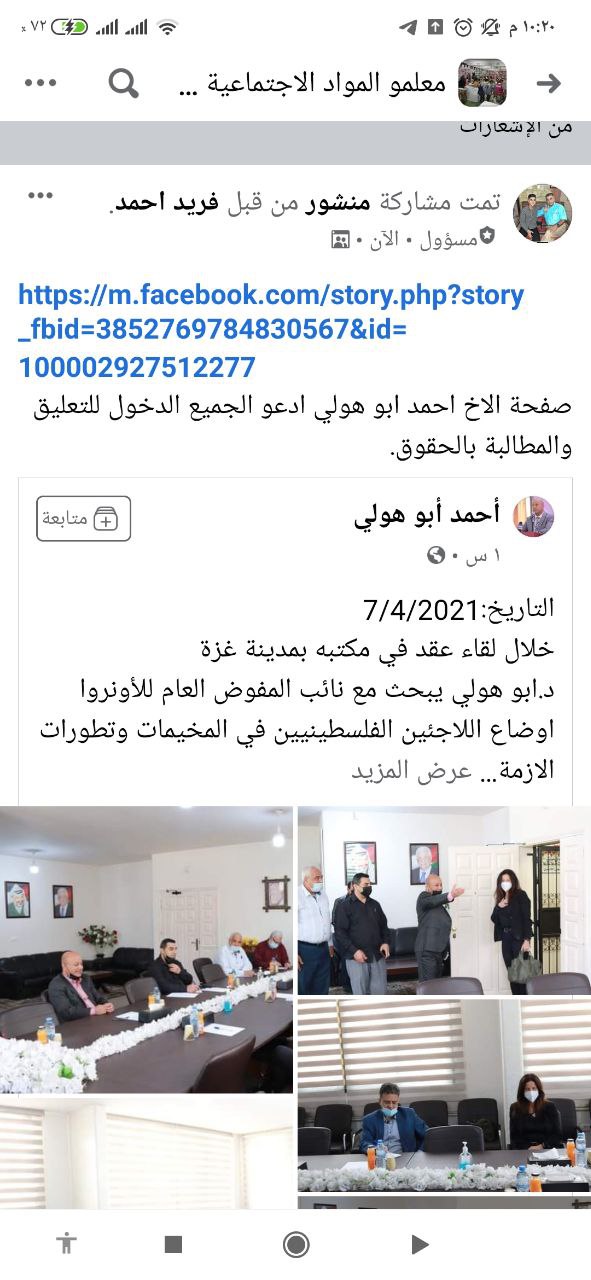 ١٠:٢٠ م
٧٢ ٪
معلمو المواد الاجتماعية ...
من الإشعارات
تمت مشاركة منشور من قبل فريد احمد.
مسؤول • الآن •
https://m.facebook.com/story.php?story
_fbid=3852769784830567&id=
100002927512277
صفحة الاخ احمد ابو هولي ادعو الجميع الدخول للتعليق
والمطالبة بالحقوق.
أحمد أبو هولي
متابعة
١ س •
التاريخ:7/4/2021
خلال لقاء عقد في مكتبه بمدينة غزة
د.ابو هولي يبحث مع نائب المفوض العام للأونروا
اوضاع اللاجئين الفلسطينيين في المخيمات وتطورات
الازمة... عرض المزيد